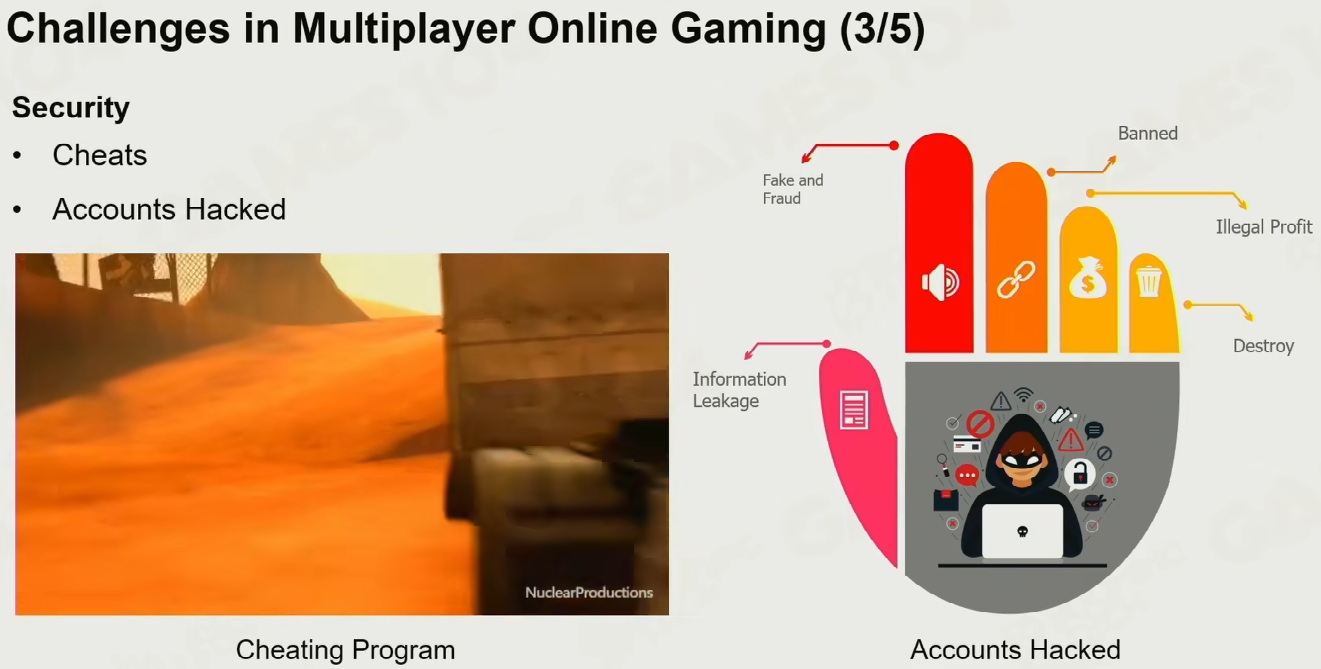 Challenges in Multiplayer Online Gaming (3/5)
Security
• Cheats
• Accounts Hacked
NuclearProductions
Cheating Program
Fake and
Fraud
Banned
Illegal Profit
Destroy
Information
Leakage
Accounts Hacked